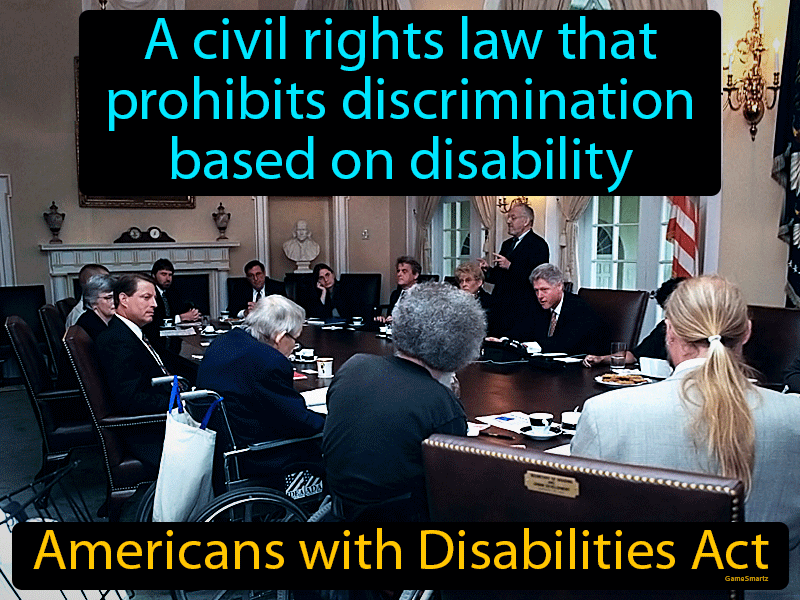 A civil rights law that
prohibits discrimination
based on disability
Americans with Disabilities Act
GameSmartz